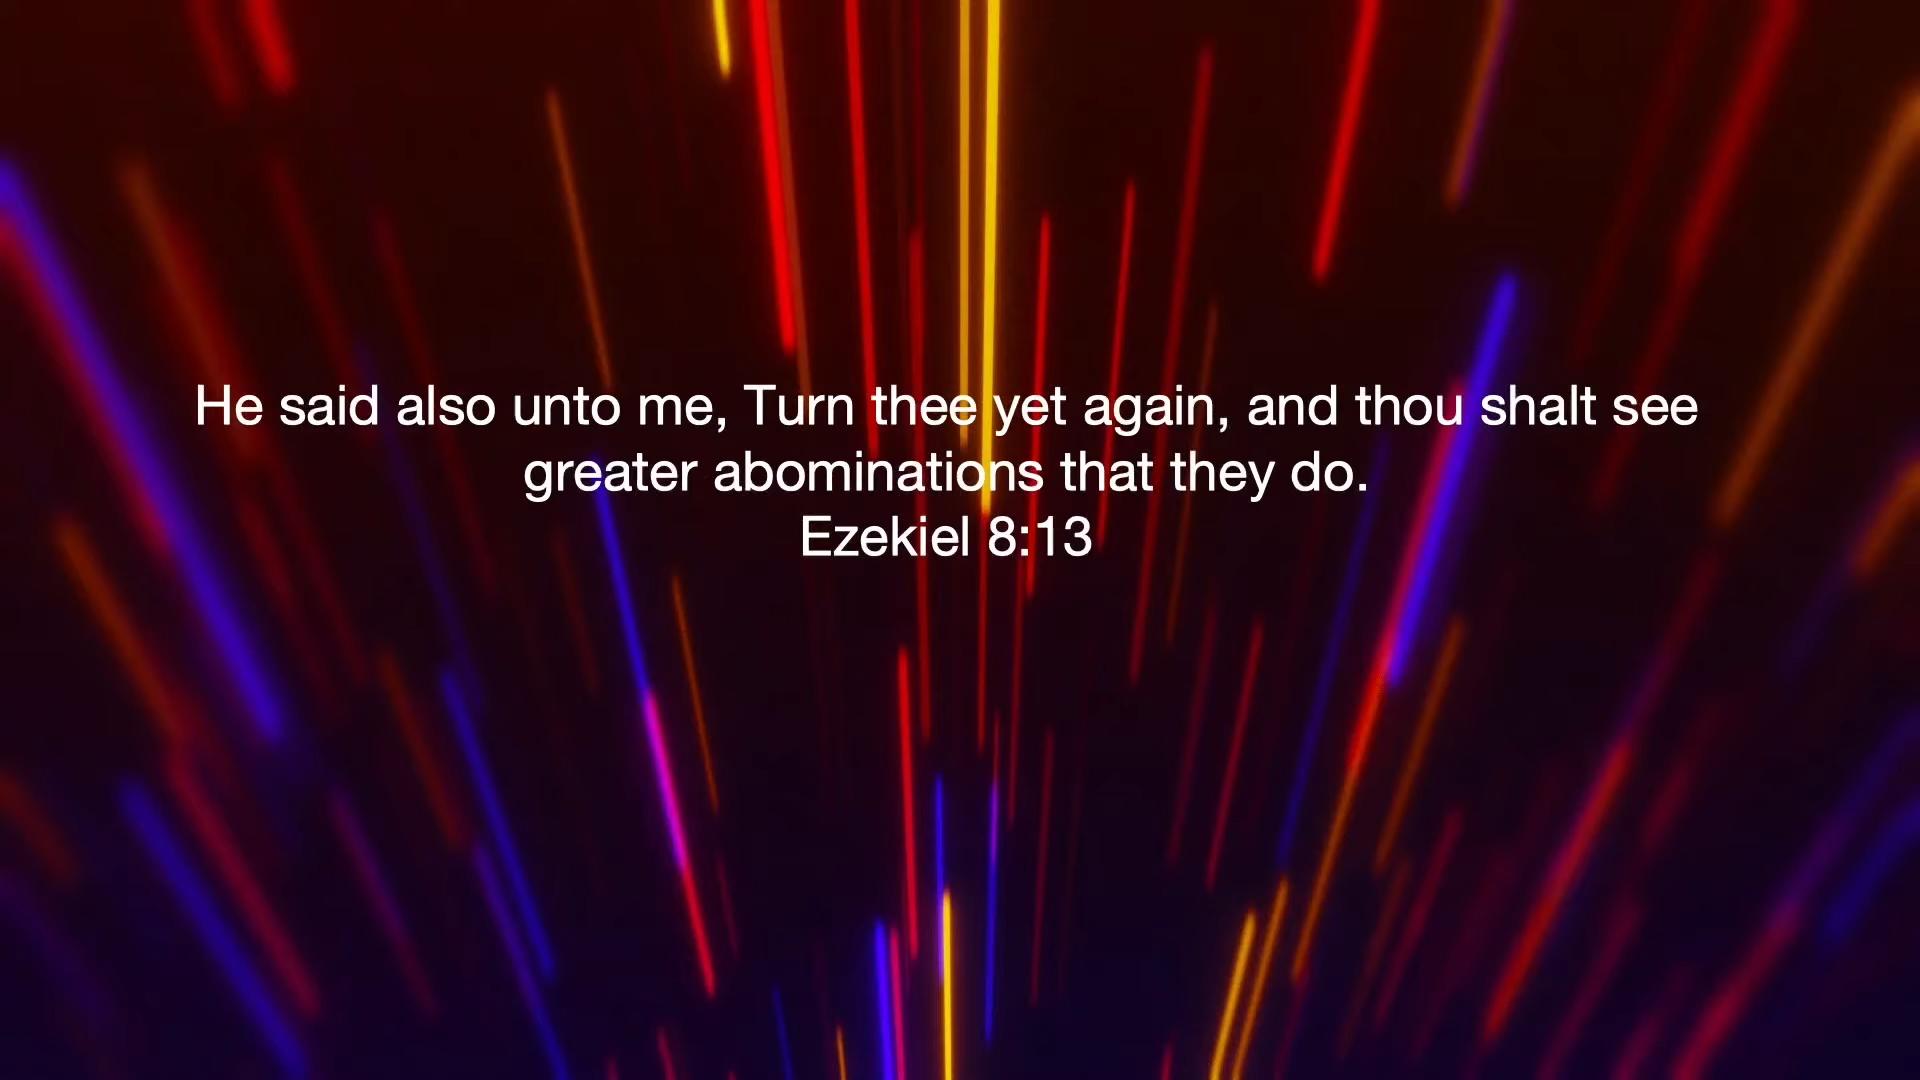 He said also unto me, Turn thee yet again, and thou shalt see
greater abominations that they do.
Ezekiel 8:13